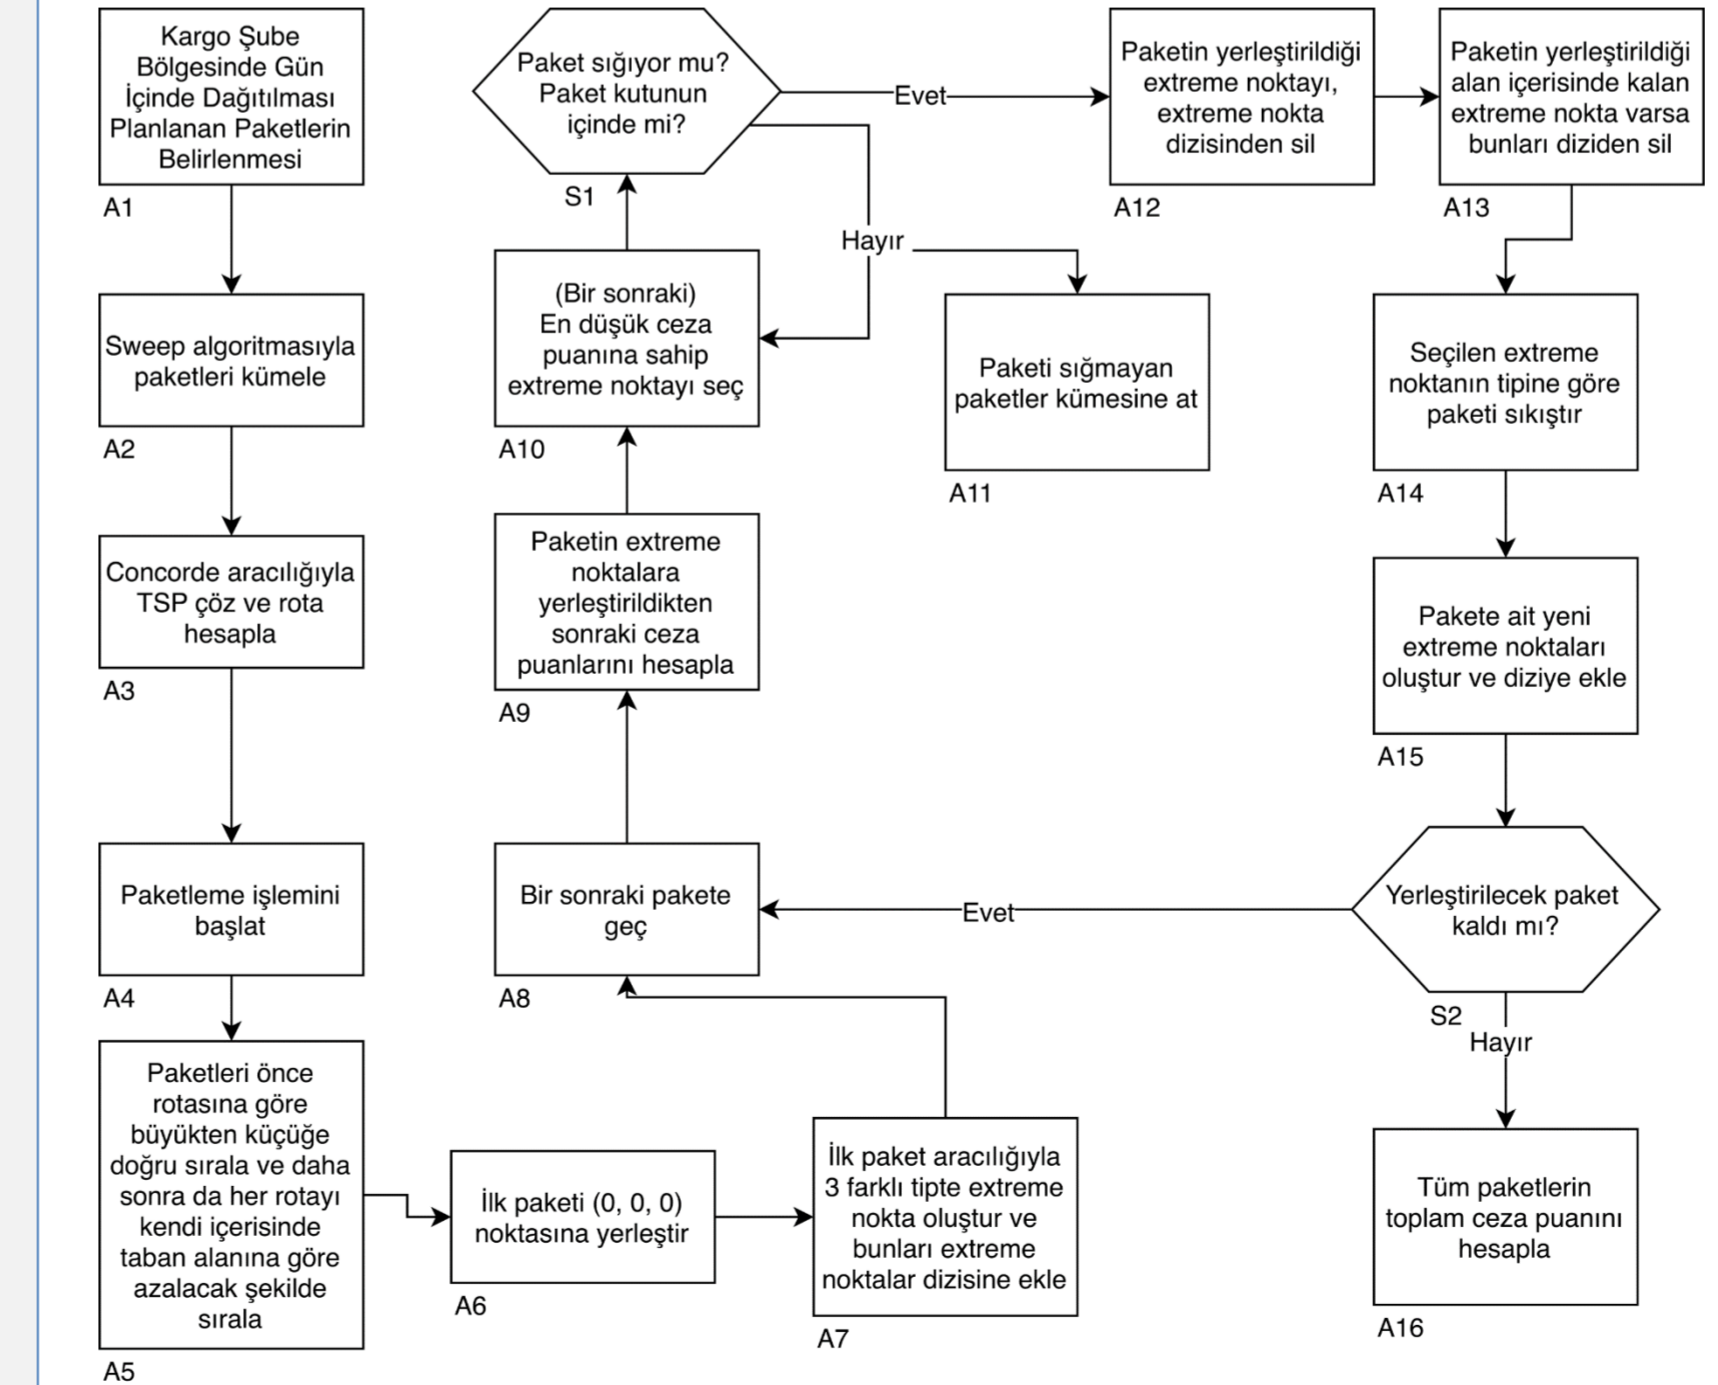 Kargo Şube
Bölgesinde Gün
İçinde Dağıtılması
Planlanan Paketlerin
Belirlenmesi
A1
Sweep algoritmasıyla
paketleri kümele
A2
Concorde aracılığıyla
TSP çöz ve rota
hesapla
A3
Paketleme işlemini
başlat
A4
Paketleri önce
rotasına göre
büyükten küçüğe
doğru sırala ve daha
sonra da her rotayı
kendi içerisinde
taban alanına göre
azalacak şekilde
sırala
A5
İlk paketi (0, 0, 0)
noktasına yerleştir
A6
İlk paket aracılığıyla
3 farklı tipte extreme
nokta oluştur ve
bunları extreme
noktalar dizisine ekle
A7
Bir sonraki pakete
geç
A8
Paketin extreme
noktalara
yerleştirildikten
sonraki ceza
puanlarını hesapla
A9
(Bir sonraki)
En düşük ceza
puanına sahip
extreme noktayı seç
A10
Paket sığıyor mu?
Paket kutunun
içinde mi?
S1
Hayır
Paketi sığmayan
paketler kümesine at
A11
Evet
Paketin yerleştirildiği
extreme noktayı,
extreme nokta
dizisinden sil
A12
Paketin yerleştirildiği
alan içerisinde kalan
extreme nokta varsa
bunları diziden sil
A13
Seçilen extreme
noktanın tipine göre
paketi sıkıştır
A14
Pakete ait yeni
extreme noktaları
oluştur ve diziye ekle
A15
Yerleştirilecek paket
kaldı mı?
S2
Evet
Hayır
Tüm paketlerin
toplam ceza puanını
hesapla
A16